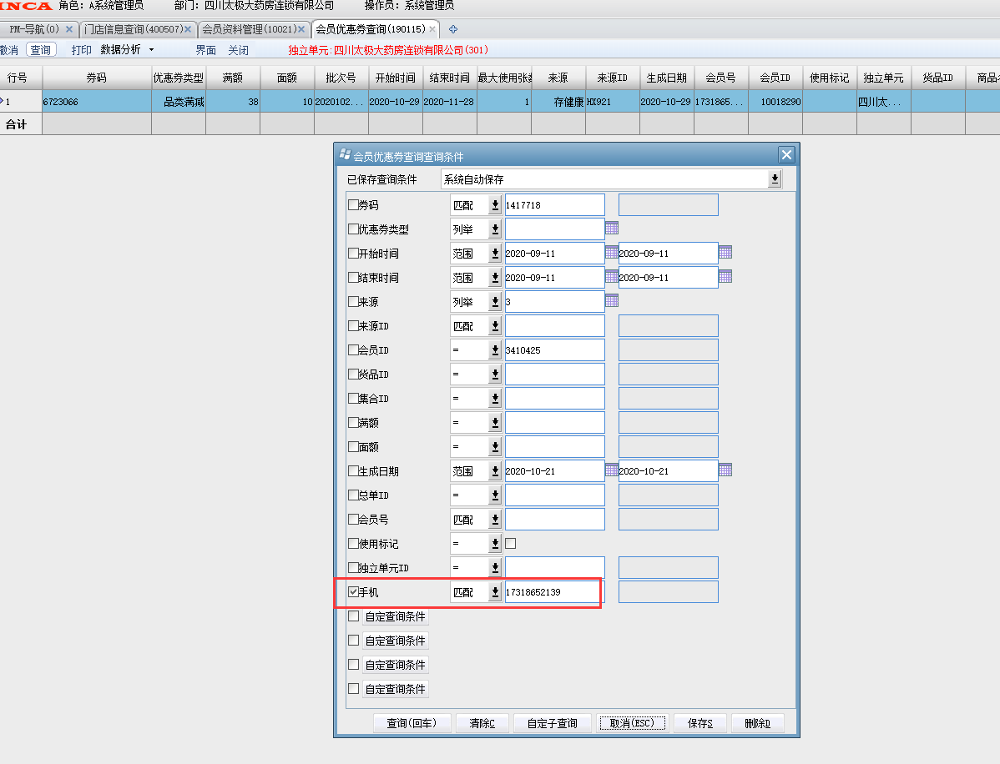 INCA 角色: A系统管理员 部门: 四川太极大药房连锁有限公司 操作员: 系统管理员
PM-导航(0) 门店信息查询(400507) 会员资料管理(10021) 会员优惠券查询(190115)
撤消 查询 打印 数据分析 界面 关闭 独立单元:四川太极大药房连锁有限公司(301)
行号 券码 优惠券类型 满额 面额 批次号 开始时间 结束时间 最大使用张数 来源 来源ID 生成日期 会员号 会员ID 使用标记 独立单元 货品ID 商品名
1 6723066 品类满减 38 10 2020102... 2020-10-29 2020-11-28 1 存健康 HX921 2020-10-29 1731865... 10018290 四川太...
合计
会员优惠券查询查询条件
已保存查询条件 系统自动保存
券码 匹配 1417718
优惠券类型 列举
开始时间 范围 2020-09-11 2020-09-11
结束时间 范围 2020-09-11 2020-09-11
来源 列举 3
来源ID 匹配
会员ID = 3410425
货品ID =
集合ID =
满额 =
面额 =
生成日期 范围 2020-10-21 2020-10-21
总单ID =
会员号 匹配
使用标记 =
独立单元ID =
手机 匹配 17318652139
自定查询条件
自定查询条件
自定查询条件
自定查询条件
查询(回车) 清除C 自定子查询 取消(ESC) 保存S 删除D